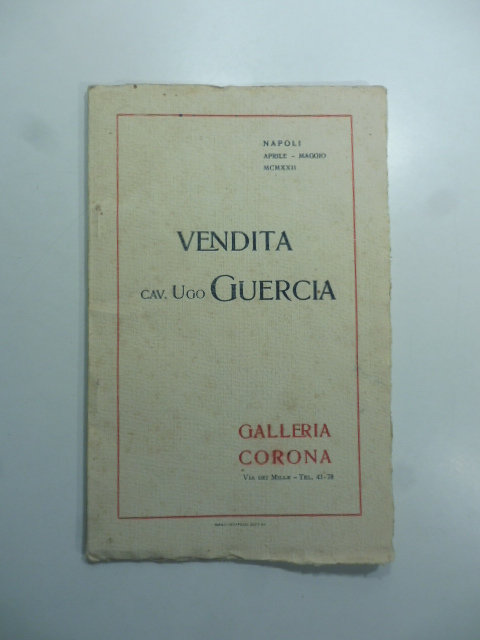 NAPOLI
APRILE - MAGGIO
MCMXXII
VENDITA
CAV. UGO GUERCIA
GALLERIA
CORONA
VIA DEI MILLE - TEL. 41-78